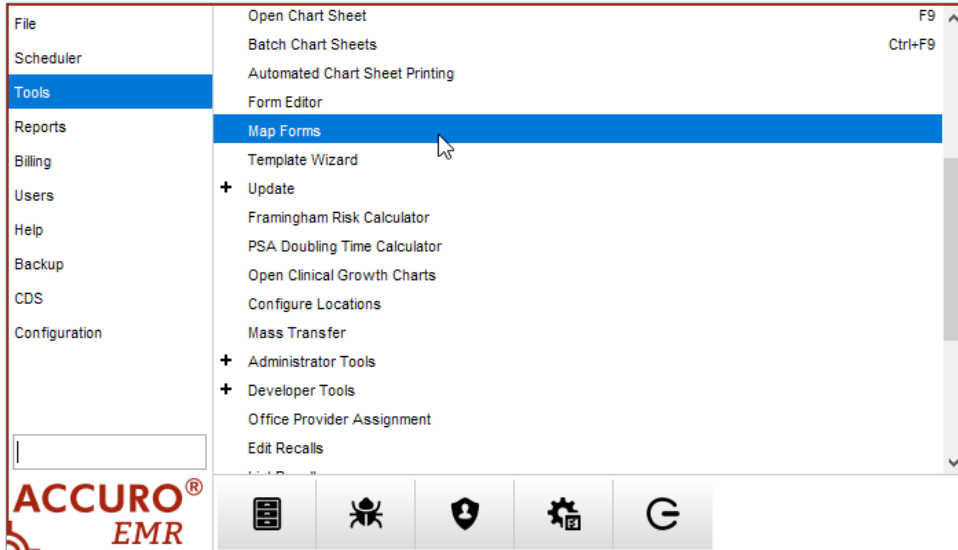 File
Scheduler
Tools
Reports
Billing
Users
Help
Backup
CDS
Configuration
ACCURO®
EMR
Open Chart Sheet F9
Batch Chart Sheets Ctrl+F9
Automated Chart Sheet Printing
Form Editor
Map Forms
Template Wizard
+ Update
Framingham Risk Calculator
PSA Doubling Time Calculator
Open Clinical Growth Charts
Configure Locations
Mass Transfer
+ Administrator Tools
+ Developer Tools
Office Provider Assignment
Edit Recalls